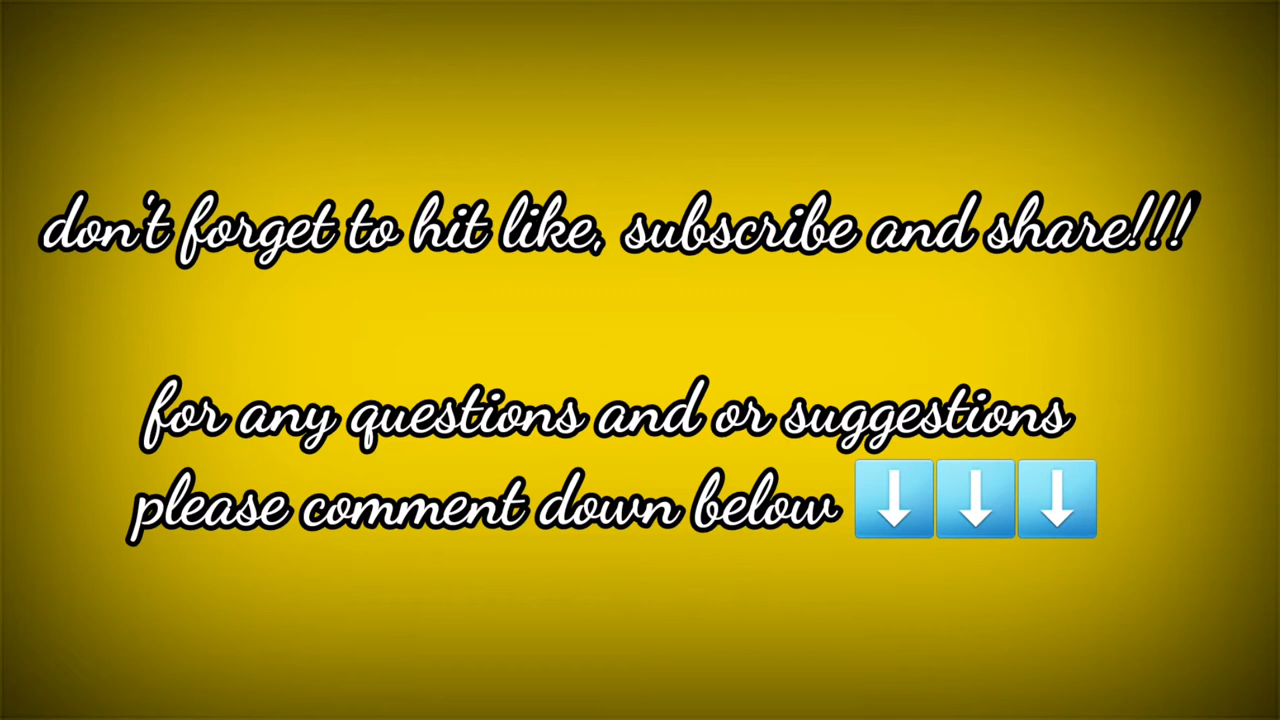 don't forget to hit like, subscribe and share!!!
for any questions and or suggestions
please comment down below ⬇️⬇️⬇️